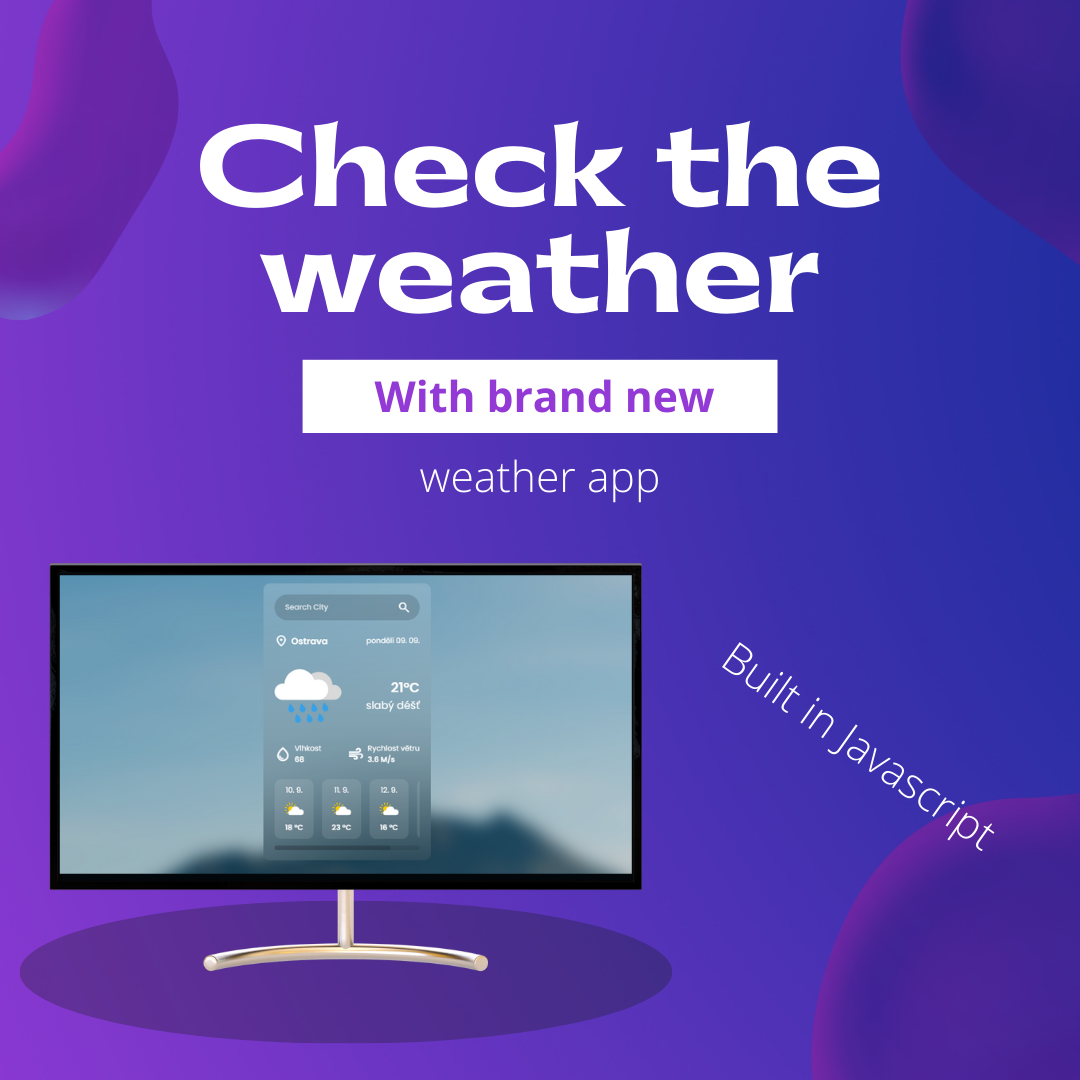 Check the
weather
With brand new
weather app
Search City
Ostrava
pondělí 09. 09.
21°C
slabý déšť
Vlhkost
66
Rychlost větru
3.6 M/s
10. 9.
11. 9.
12. 9.
18 °C
23 °C
16 °C
Built in Javascript